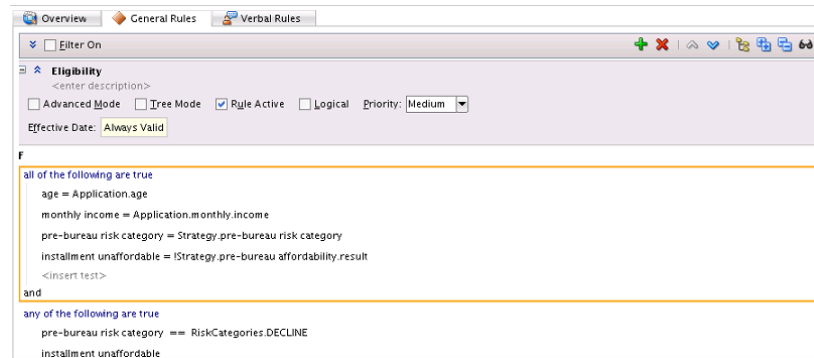 Overview General Rules Verbal Rules
Filter On
Eligibility
<enter description>
Advanced Mode Tree Mode Rule Active Logical Priority: Medium
Effective Date: Always Valid
F
all of the following are true
age = Application.age
monthly income = Application.monthly.income
pre-bureau risk category = Strategy.pre-bureau risk category
installment unaffordable = !Strategy.pre-bureau affordability.result
<insert test>
and
any of the following are true
pre-bureau risk category == RiskCategories.DECLINE
installment unaffordable